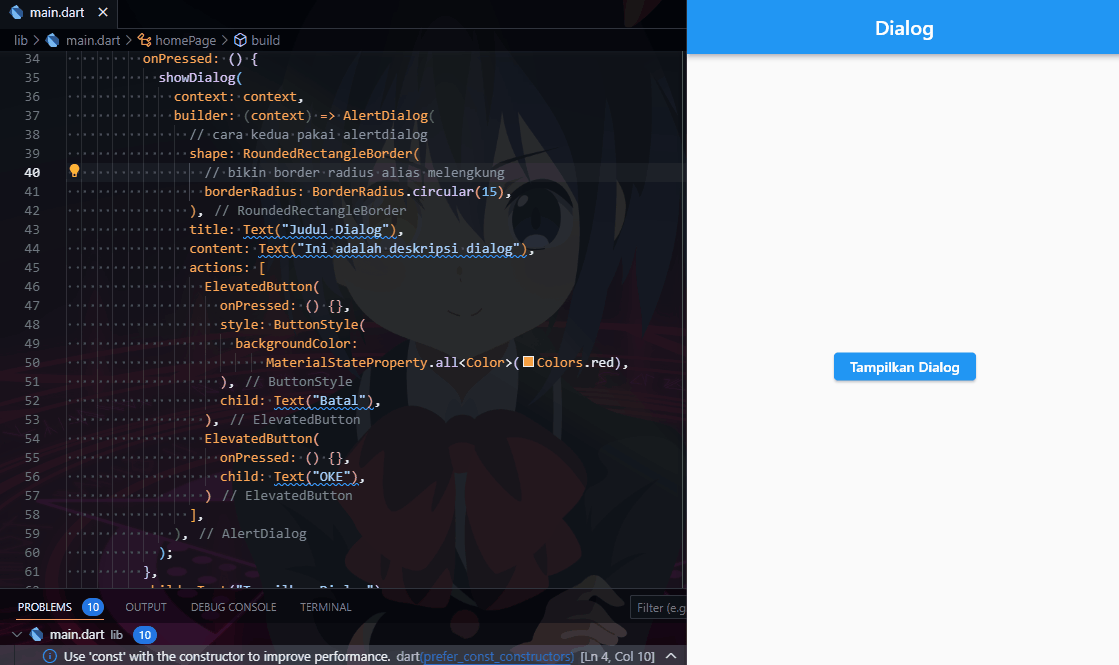 main.dart
lib > main.dart > homePage > build
34 onPressed: () {
35 showDialog(
36 context: context,
37 builder: (context) => AlertDialog(
38 // cara kedua pakai alertdialog
39 shape: RoundedRectangleBorder(
40 // bikin border radius alias melengkung
41 borderRadius: BorderRadius.circular(15),
42 ), // RoundedRectangleBorder
43 title: Text("Judul Dialog"),
44 content: Text("Ini adalah deskripsi dialog"),
45 actions: [
46 ElevatedButton(
47 onPressed: () {},
48 style: ButtonStyle(
49 backgroundColor:
50 MaterialStateProperty.all<Color>(Colors.red),
51 ), // ButtonStyle
52 child: Text("Batal"),
53 ), // ElevatedButton
54 ElevatedButton(
55 onPressed: () {},
56 child: Text("OKE"),
57 ) // ElevatedButton
58 ],
59 ), // AlertDialog
60 );
61 },
PROBLEMS 10 OUTPUT DEBUG CONSOLE TERMINAL Filter (e.g
main.dart lib 10
Use 'const' with the constructor to improve performance. dart(prefer_const_constructors) [Ln 4, Col 10]
Dialog
Tampilkan Dialog